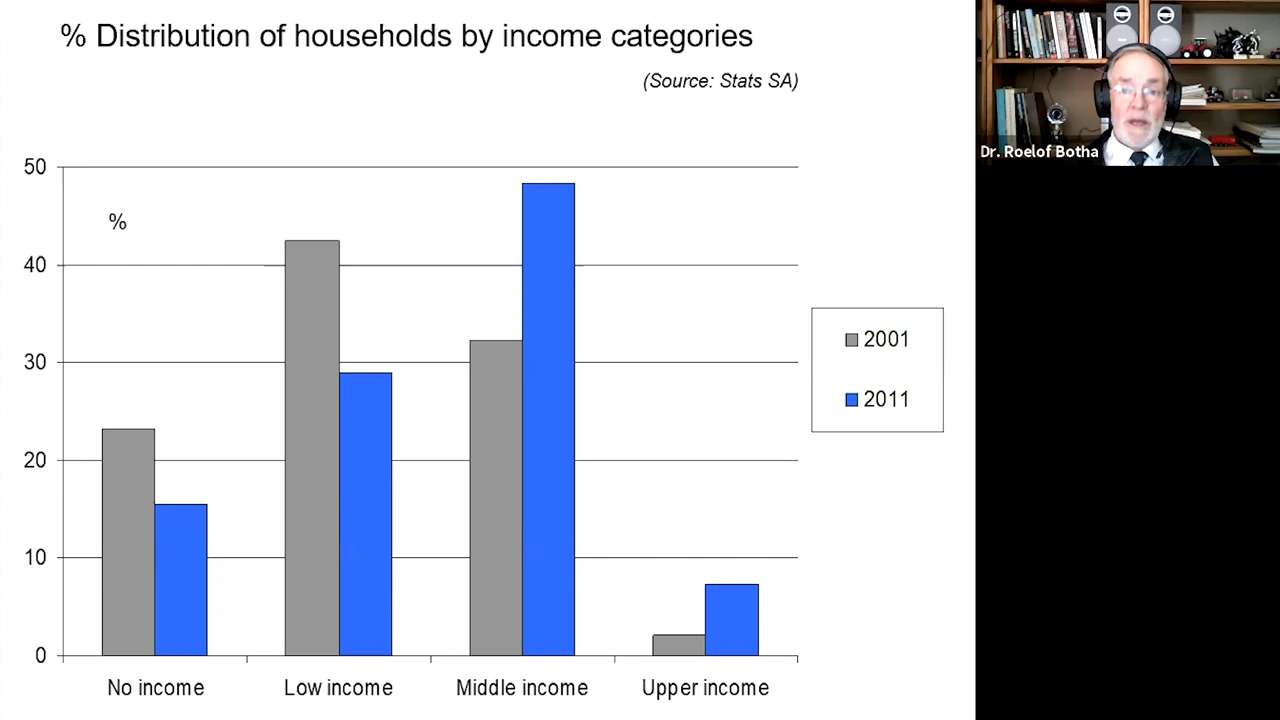 % Distribution of households by income categories
(Source: Stats SA)
50
%
40
30
20
10
0
No income
Low income
Middle income
Upper income
2001
2011
Dr. Roelof Botha